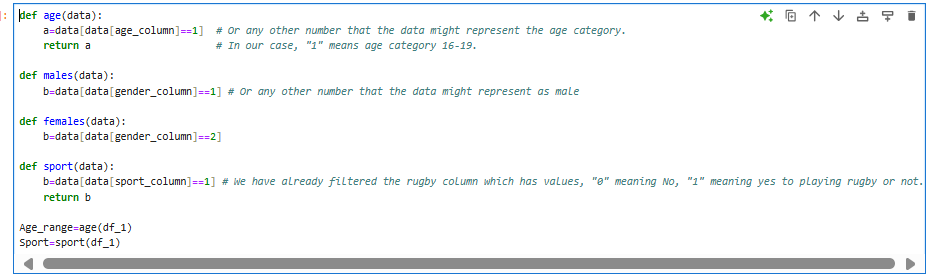 ]:
def age(data):
    a=data[data[age_column]==1]  # Or any other number that the data might represent the age category.
    return a                     # In our case, "1" means age category 16-19.

def males(data):
    b=data[data[gender_column]==1] # Or any other number that the data might represent as male

def females(data):
    b=data[data[gender_column]==2]

def sport(data):
    b=data[data[sport_column]==1] # We have already filtered the rugby column which has values, "0" meaning No, "1" meaning yes to playing rugby or not.
    return b

Age_range=age(df_1)
Sport=sport(df_1)